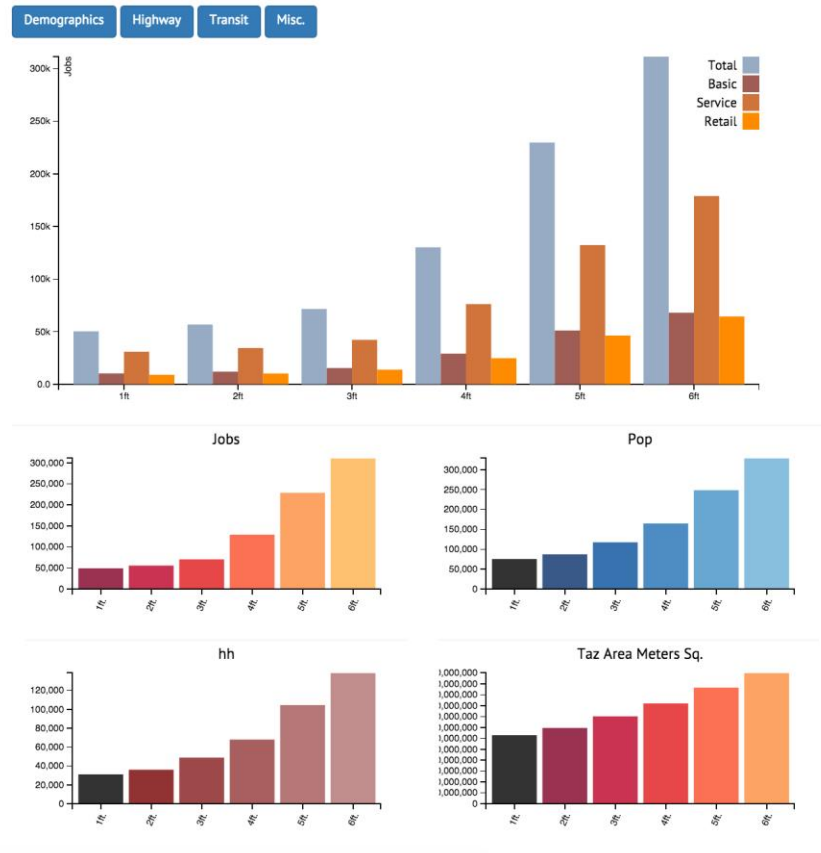 Demographics Highway Transit Misc.
Jobs
300k
250k
200k
150k
100k
50k
0.0
Total
Basic
Service
Retail
1ft 2ft 3ft 4ft 5ft 6ft
Jobs
300,000
250,000
200,000
150,000
100,000
50,000
0
1ft. 2ft. 3ft. 4ft. 5ft. 6ft.
Pop
300,000
250,000
200,000
150,000
100,000
50,000
0
1ft. 2ft. 3ft. 4ft. 5ft. 6ft.
hh
120,000
100,000
80,000
60,000
40,000
20,000
0
1ft. 2ft. 3ft. 4ft. 5ft. 6ft.
Taz Area Meters Sq.
0
1ft. 2ft. 3ft. 4ft. 5ft. 6ft.